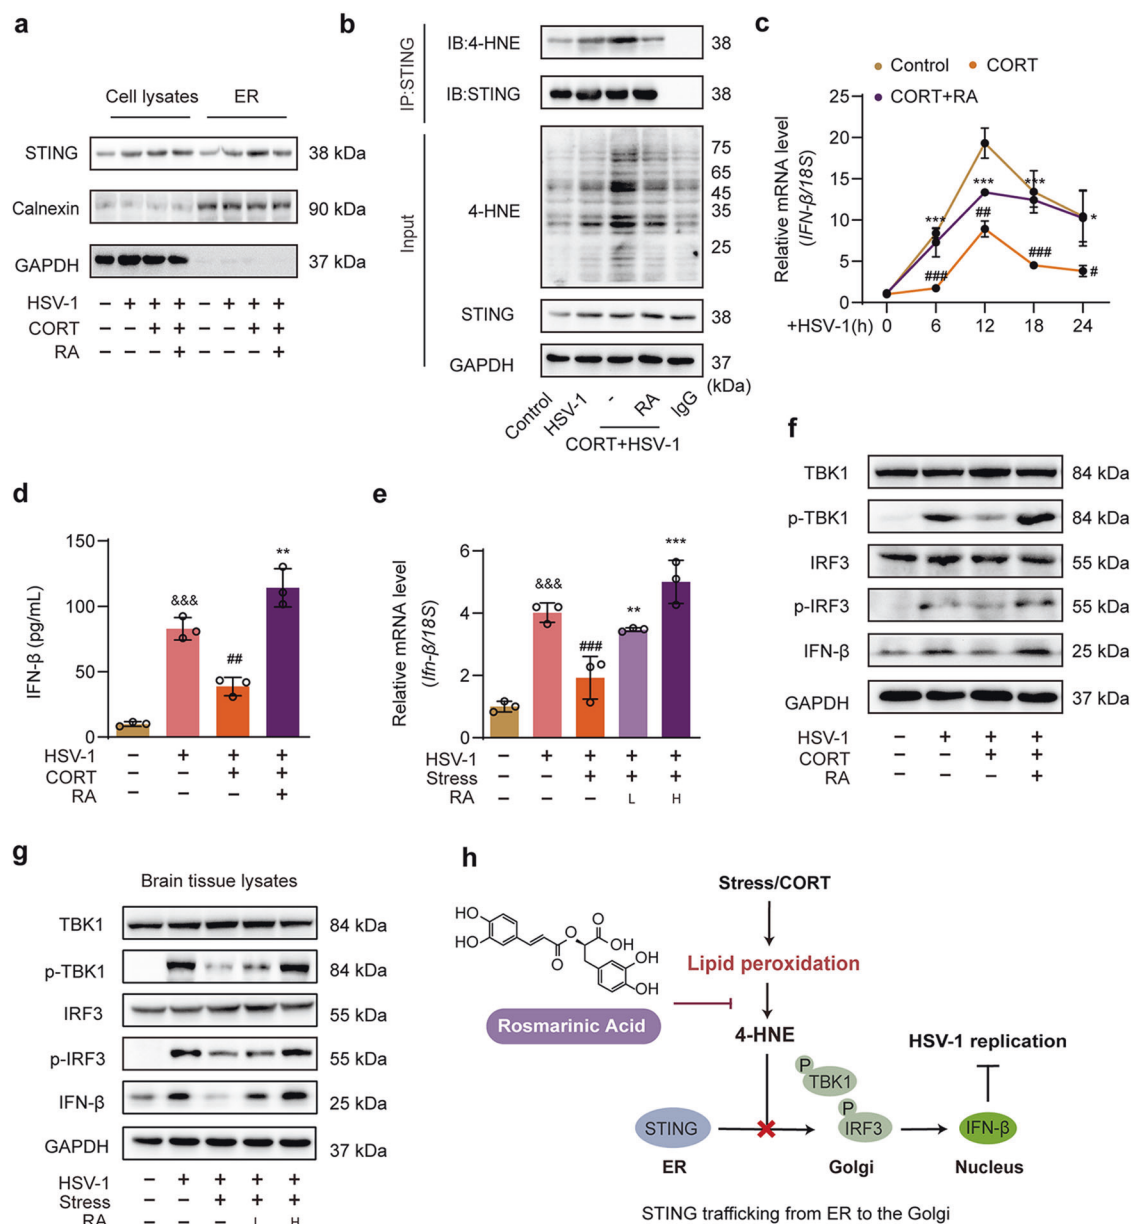 a
Cell lysates ER
STING 38 kDa
Calnexin 90 kDa
GAPDH 37 kDa
HSV-1 – + + + – + + +
CORT – – + + – – + +
RA – – – + – – – +
b
IP:STING
IB:4-HNE 38
IB:STING 38
Input
4-HNE
75
65
45
35
25
STING 38
GAPDH 37
(kDa)
Control HSV-1 - RA IgG
CORT+HSV-1
c
Control CORT
CORT+RA
Relative mRNA level
(IFN-β/18S)
25
20
15
10
5
0
*** *** *** *
### ## ### #
+HSV-1(h) 0 6 12 18 24
d
IFN-β (pg/mL)
150
100
50
0
&&& ## **
HSV-1 – + + +
CORT – – + +
RA – – – +
e
Relative mRNA level
(Ifn-β/18S)
6
4
2
0
&&& ### ** ***
HSV-1 – + + + +
Stress – – + + +
RA – – – L H
f
TBK1 84 kDa
p-TBK1 84 kDa
IRF3 55 kDa
p-IRF3 55 kDa
IFN-β 25 kDa
GAPDH 37 kDa
HSV-1 – + + +
CORT – – + +
RA – – – +
g
Brain tissue lysates
TBK1 84 kDa
p-TBK1 84 kDa
IRF3 55 kDa
p-IRF3 55 kDa
IFN-β 25 kDa
GAPDH 37 kDa
HSV-1 – + + + +
Stress – – + + +
RA – – – L H
h
Stress/CORT
HO
HO
O
O
O
OH
OH
OH
Lipid peroxidation
Rosmarinic Acid
4-HNE
HSV-1 replication
P
TBK1
P
STING IRF3 IFN-β
ER Golgi Nucleus
STING trafficking from ER to the Golgi